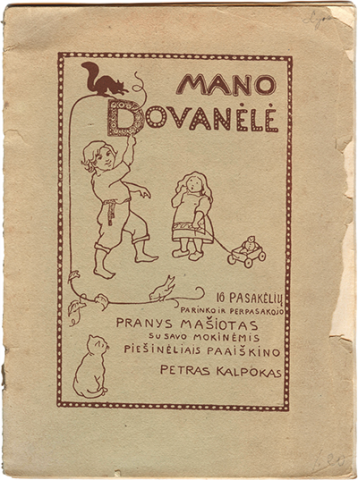 MANO
DOVANĖLĖ
16 PASAKĖLIŲ
PARINKO IR PERPASAKOJO
PRANYS MAŠIOTAS
SU SAVO MOKINĖMIS
PIEŠINĖLIAIS PAAIŠKINO
PETRAS KALPOKAS